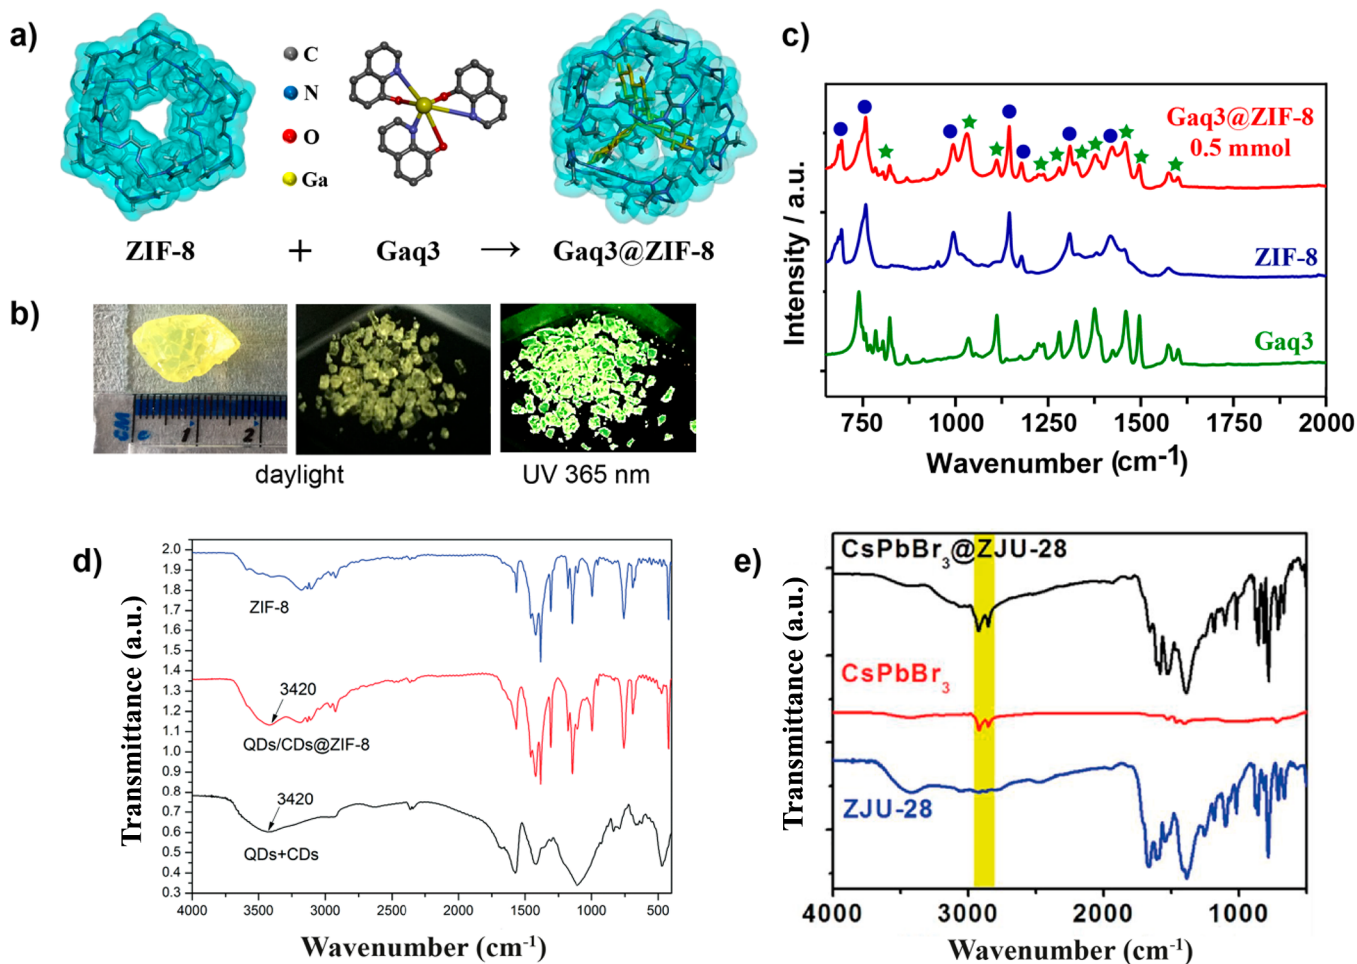 a)
C
N
O
Ga
ZIF-8 + Gaq3 → Gaq3@ZIF-8
b)
CM 0 1 2
daylight
UV 365 nm
c)
Gaq3@ZIF-8
0.5 mmol
ZIF-8
Gaq3
Intensity / a.u.
750 1000 1250 1500 1750 2000
Wavenumber (cm-1)
d)
2.0
1.9
1.8
1.7
1.6
1.5
1.4
1.3
1.2
1.1
1.0
0.9
0.8
0.7
0.6
0.5
0.4
0.3
ZIF-8
3420
QDs/CDs@ZIF-8
3420
QDs+CDs
Transmittance (a.u.)
4000 3500 3000 2500 2000 1500 1000 500
Wavenumber (cm-1)
e)
CsPbBr3@ZJU-28
CsPbBr3
ZJU-28
Transmittance (a.u.)
4000 3000 2000 1000
Wavenumber (cm-1)